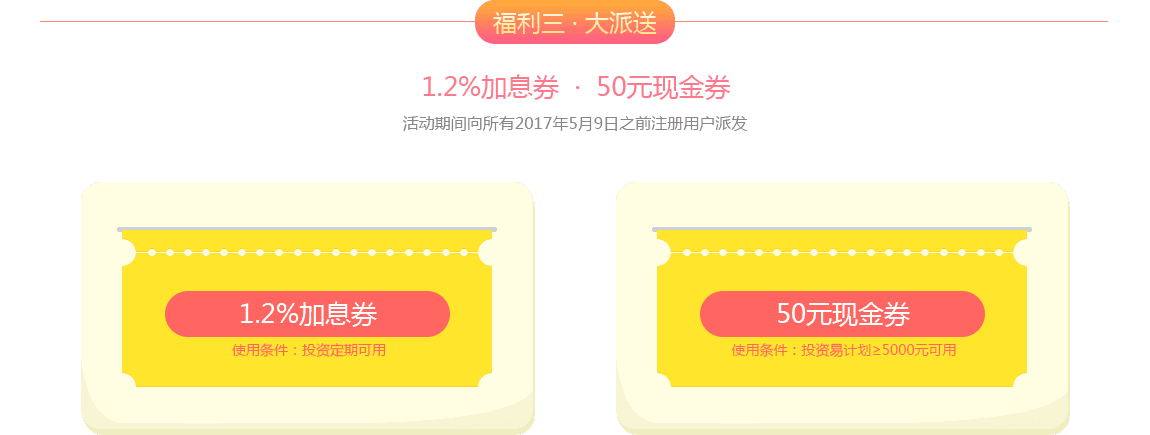 福利三 · 大派送
1.2%加息券 · 50元现金券
活动期间向所有2017年5月9日之前注册用户派发
1.2%加息券
使用条件：投资定期可用
50元现金券
使用条件：投资易计划≥5000元可用